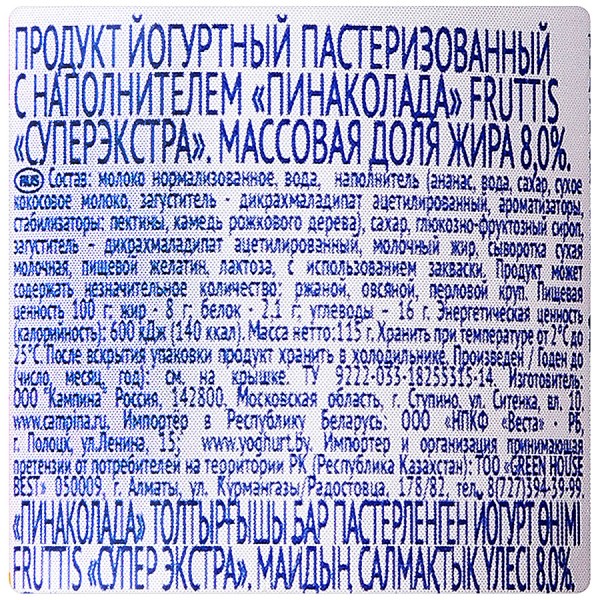 ПРОДУКТ ЙОГУРТНЫЙ ПАСТЕРИЗОВАННЫЙ
С НАПОЛНИТЕЛЕМ «ПИНАКОЛАДА» FRUTTIS
«СУПЕРЭКСТРА». МАССОВАЯ ДОЛЯ ЖИРА 8,0%.
RUS Состав: молоко нормализованное, вода, наполнитель (ананас, вода, сахар, сухое
кокосовое молоко, загуститель - дикрахмаладипат ацетилированный, ароматизаторы,
стабилизаторы: пектины, камедь рожкового дерева), сахар, глюкозно-фруктозный сироп,
загуститель - дикрахмаладипат ацетилированный, молочный жир, сыворотка сухая
молочная, пищевой желатин, лактоза, с использованием закваски. Продукт может
содержать незначительное количество: ржаной, овсяной, перловой круп. Пищевая
ценность 100 г: жир - 8 г; белок - 2,1 г; углеводы - 16 г. Энергетическая ценность
(калорийность): 600 кДж (140 ккал). Масса нетто: 115 г. Хранить при температуре от 2°С до
25°С. После вскрытия упаковки продукт хранить в холодильнике. Произведен / Годен до
(число, месяц, год): см. на крышке. ТУ 9222-033-18255315-14. Изготовитель:
ООО "Кампина" Россия, 142800, Московская область, г. Ступино, ул. Ситенка, вл. 10.
www.campina.ru. Импортёр в Республику Беларусь: ООО «НПКФ «Веста» - РБ,
г. Полоцк, ул.Ленина, 15; www.yoghurt.by. Импортер и организация принимающая
претензии от потребителей на территории РК (Республика Казахстан): ТОО «GREEN HOUSE
BEST» 050009, г. Алматы, ул. Курмангазы/Радостовца, 178/82, тел. 8(727)394-39-99.
«ПИНАКОЛАДА» ТОЛТЫРҒЫШЫ БАР ПАСТЕРЛЕНГЕН ЙОГУРТ ӨНІМІ
FRUTTIS «СУПЕР ЭКСТРА». МАЙДЫҢ САЛМАҚТЫҚ ҮЛЕСІ 8,0%.